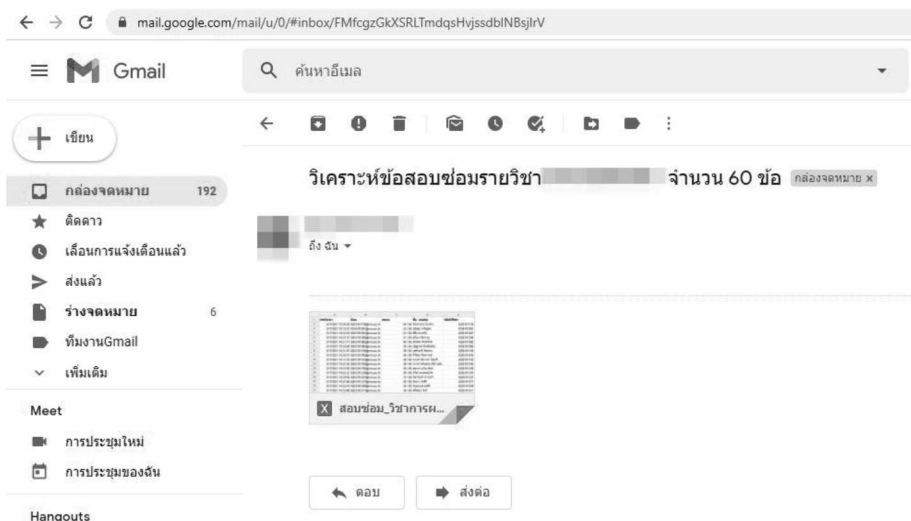 mail.google.com/mail/u/0/#inbox/FMfcgzGkXSRLTmdqsHvjssdbINBsjlrV
Gmail
ค้นหาอีเมล
เขียน
วิเคราะห์ข้อสอบซ่อมรายวิชา จำนวน 60 ข้อ กล่องจดหมาย x
กล่องจดหมาย 192
ติดดาว
ถึง ฉัน
เลื่อนการแจ้งเตือนแล้ว
ส่งแล้ว
ร่างจดหมาย 6
ทีมงานGmail
เพิ่มเติม
X สอบซ่อม_วิชาการผ...
Meet
การประชุมใหม่
การประชุมของฉัน
ตอบ ส่งต่อ
Hangouts